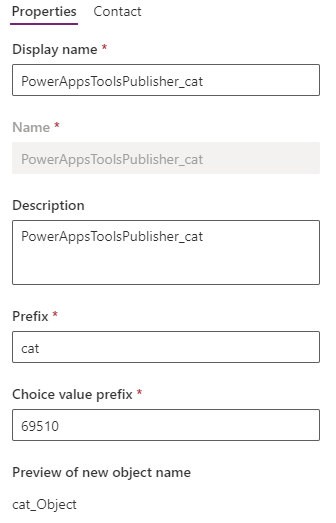 Properties Contact
Display name *
PowerAppsToolsPublisher_cat
Name *
PowerAppsToolsPublisher_cat
Description
PowerAppsToolsPublisher_cat
Prefix *
cat
Choice value prefix *
69510
Preview of new object name
cat_Object